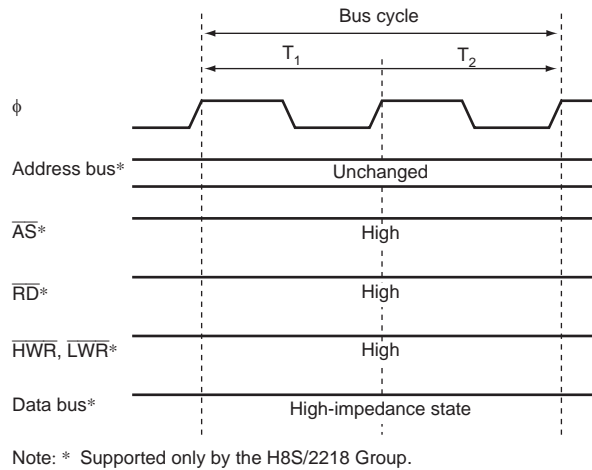 Bus cycle
T1 T2
φ
Address bus* Unchanged
AS* High
RD* High
HWR, LWR* High
Data bus* High-impedance state
Note: * Supported only by the H8S/2218 Group.